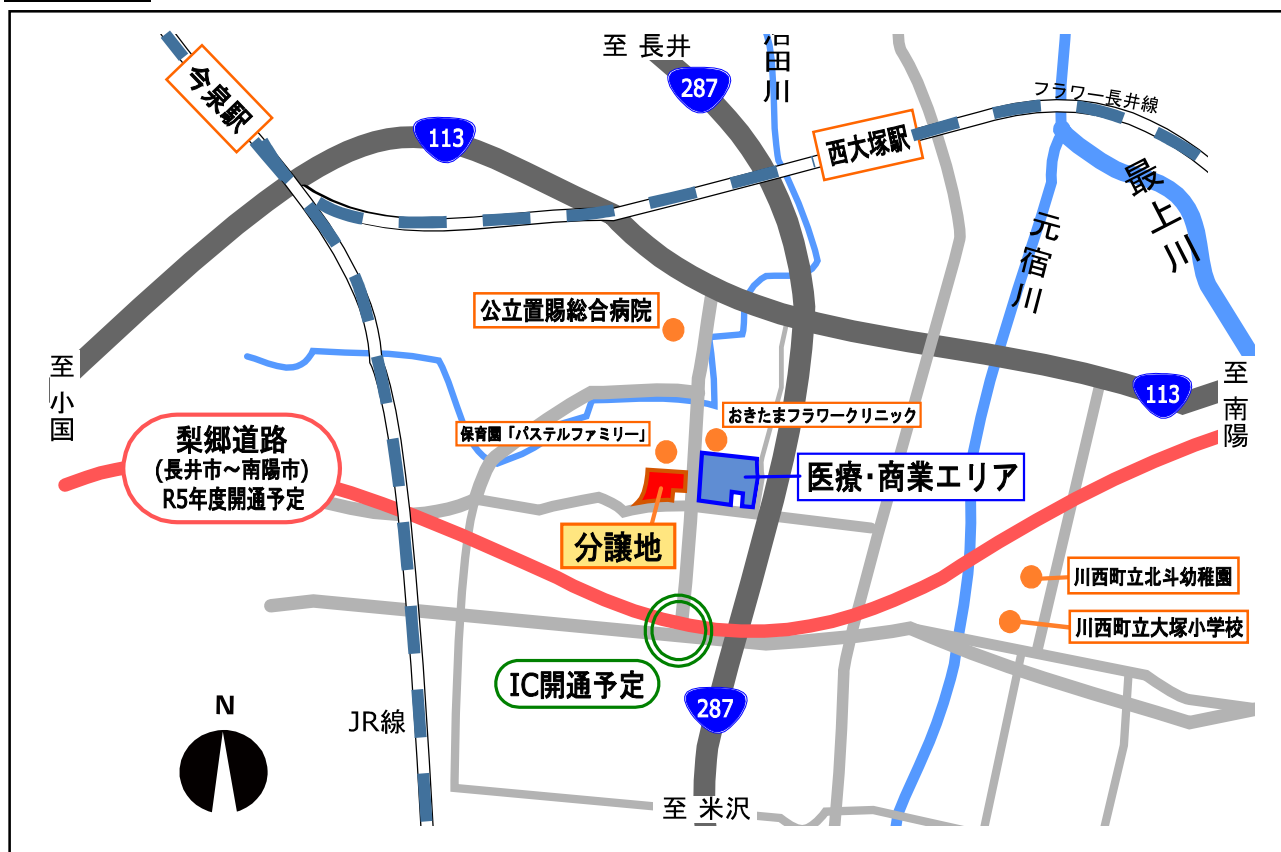 至 長井
沼田川
287
今泉駅
113
フラワー長井線
西大塚駅
最上川
元宿川
公立置賜総合病院
至 小国
至 南陽
113
おきたまフラワークリニック
保育園「パステルファミリー」
梨郷道路
(長井市～南陽市)
R5年度開通予定
医療・商業エリア
分譲地
川西町立北斗幼稚園
川西町立大塚小学校
IC開通予定
287
N
JR線
至 米沢